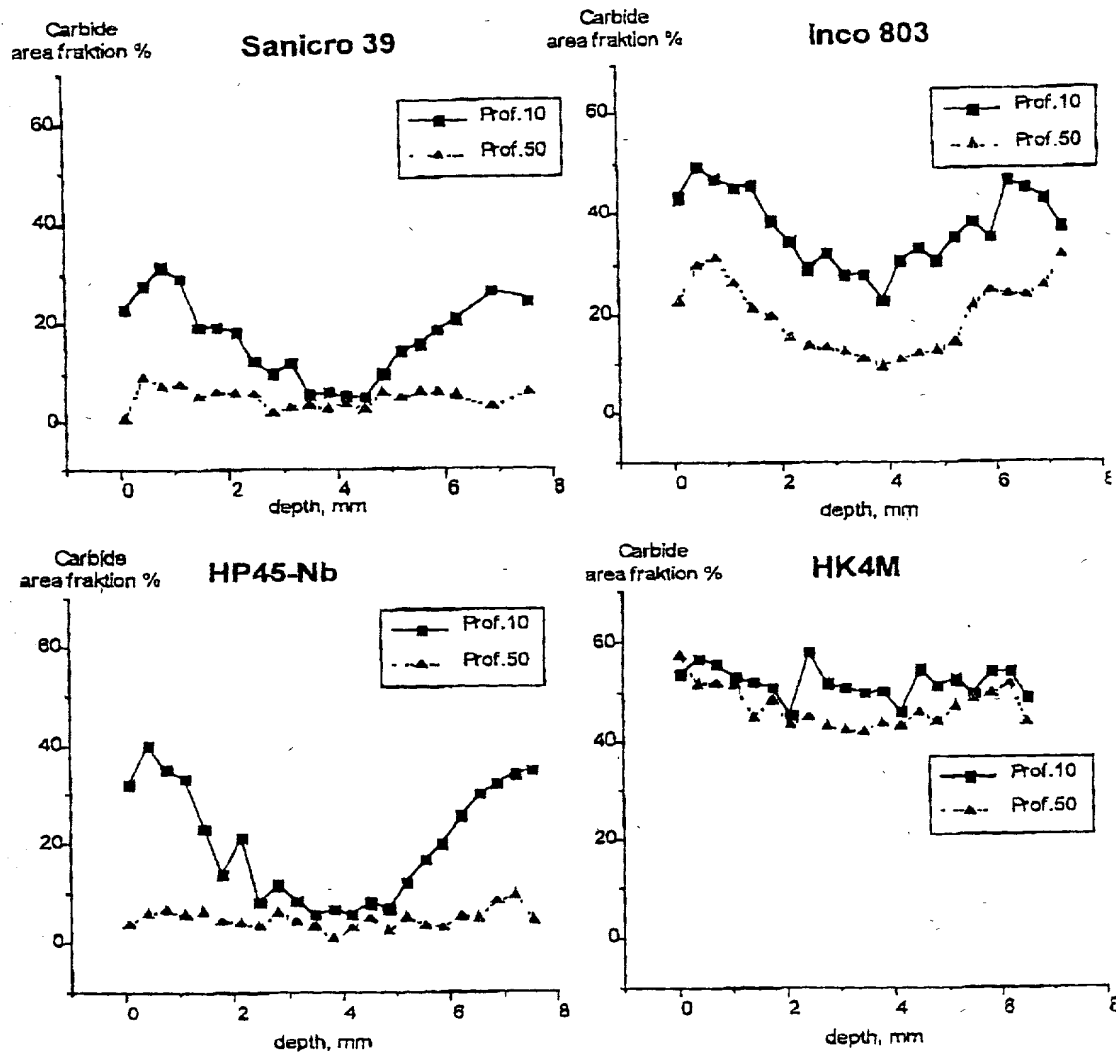 Carbide
area fraktion %
Sanicro 39
60
40
20
0
Prof.10
Prof.50
0 2 4 6 8
depth, mm
Carbide
area fraktion %
Inco 803
60
40
20
0
Prof.10
Prof.50
0 2 4 6 8
depth, mm
Carbide
area fraktion %
HP45-Nb
60
40
20
0
Prof.10
Prof.50
0 2 4 6 8
depth, mm
Carbide
area fraktion %
HK4M
60
40
20
0
Prof.10
Prof.50
0 2 4 6 8
depth, mm